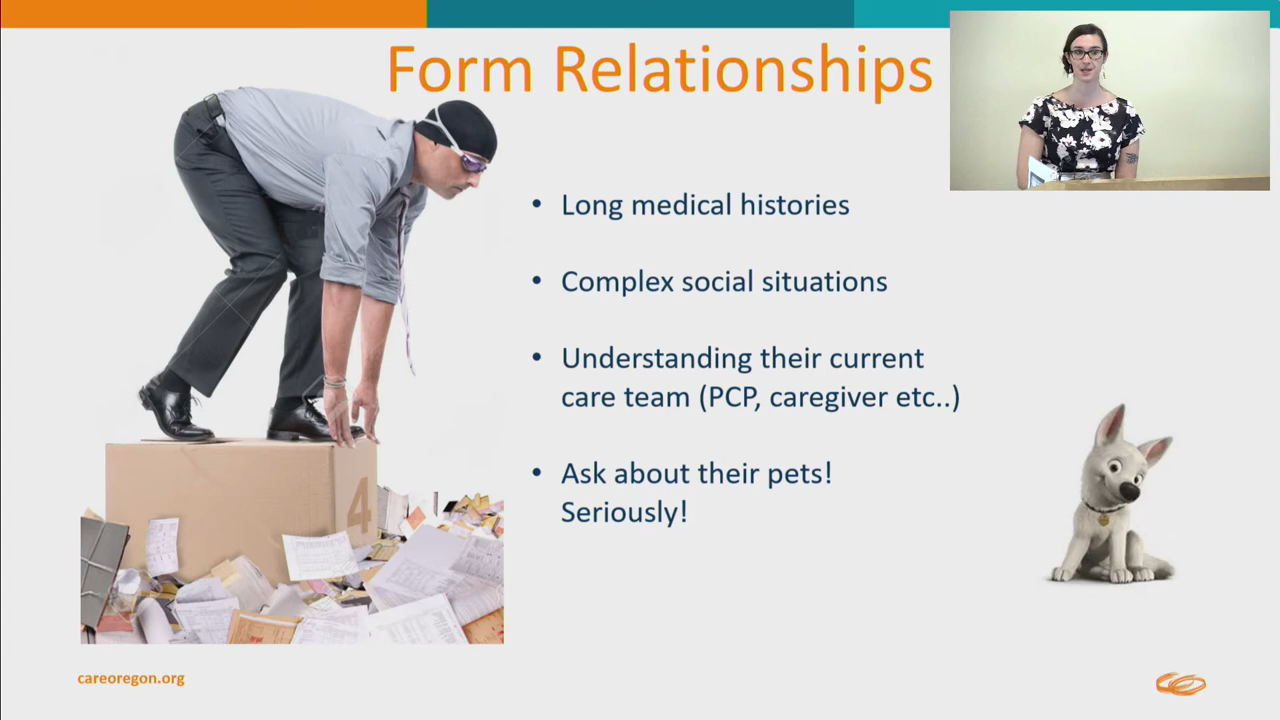 Form Relationships
• Long medical histories
• Complex social situations
• Understanding their current
care team (PCP, caregiver etc..)
• Ask about their pets!
Seriously!
4
careoregon.org